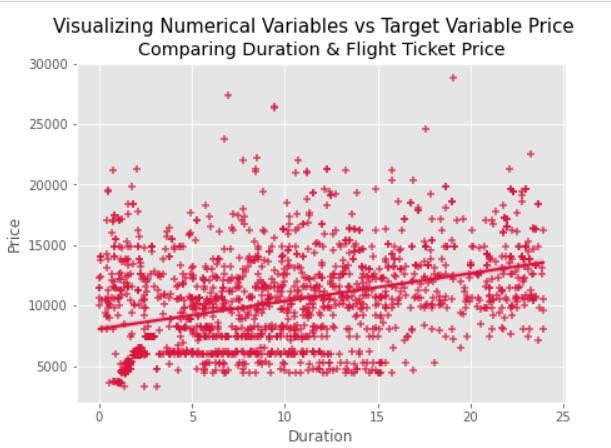 Visualizing Numerical Variables vs Target Variable Price
Comparing Duration & Flight Ticket Price
30000
25000
20000
15000
10000
5000
Price
0 5 10 15 20 25
Duration